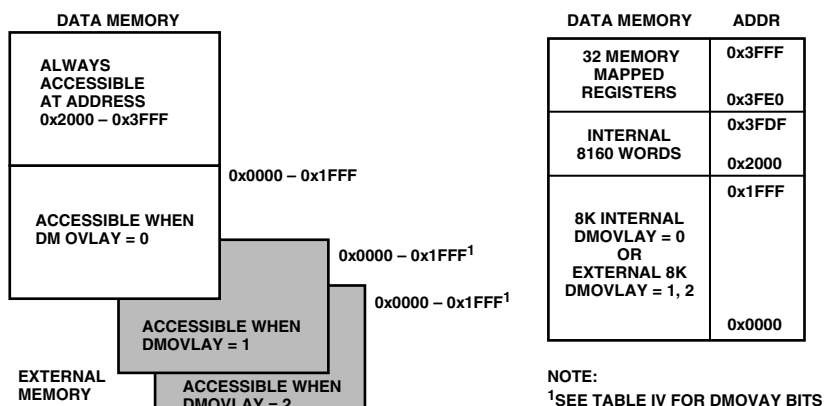 DATA MEMORY
ALWAYS
ACCESSIBLE
AT ADDRESS
0x2000 – 0x3FFF
0x0000 – 0x1FFF
ACCESSIBLE WHEN
DM OVLAY = 0
0x0000 – 0x1FFF1
0x0000 – 0x1FFF1
ACCESSIBLE WHEN
DMOVLAY = 1
EXTERNAL
MEMORY
ACCESSIBLE WHEN
DMOVLAY = 2
DATA MEMORY ADDR
32 MEMORY
MAPPED
REGISTERS
0x3FFF
0x3FE0
INTERNAL
8160 WORDS
0x3FDF
0x2000
8K INTERNAL
DMOVLAY = 0
OR
EXTERNAL 8K
DMOVLAY = 1, 2
0x1FFF
0x0000
NOTE:
1SEE TABLE IV FOR DMOVAY BITS